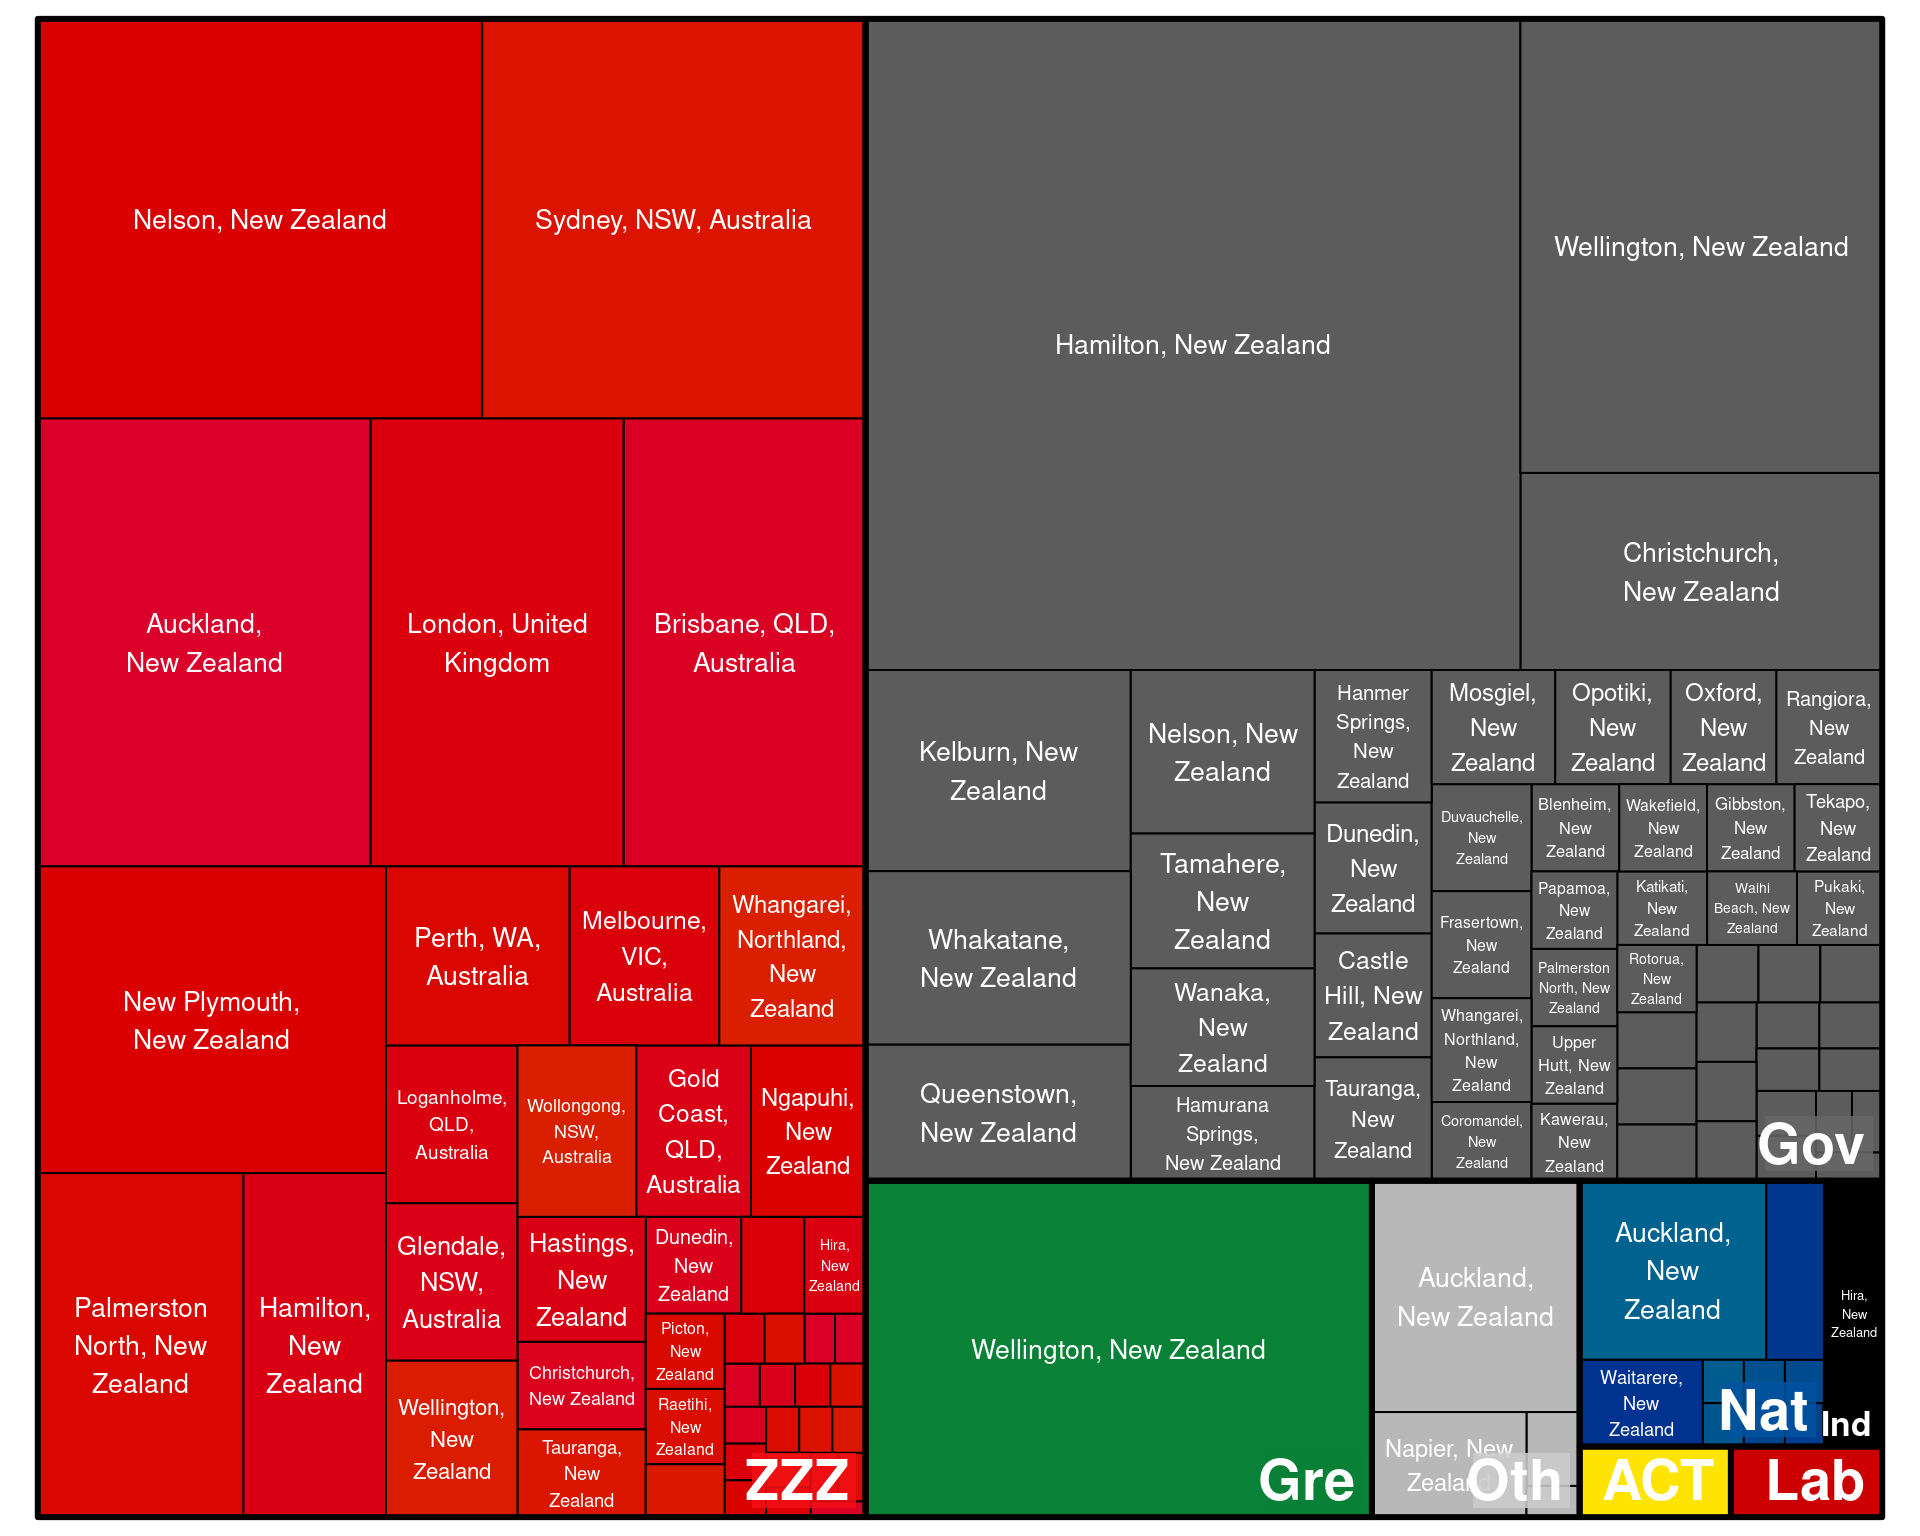 Nelson, New Zealand
Sydney, NSW, Australia
Auckland,
New Zealand
London, United
Kingdom
Brisbane, QLD,
Australia
New Plymouth,
New Zealand
Perth, WA,
Australia
Melbourne,
VIC,
Australia
Whangarei,
Northland,
New
Zealand
Loganholme,
QLD,
Australia
Wollongong,
NSW,
Australia
Gold
Coast,
QLD,
Australia
Ngapuhi,
New
Zealand
Palmerston
North, New
Zealand
Hamilton,
New
Zealand
Glendale,
NSW,
Australia
Wellington,
New
Zealand
Hastings,
New
Zealand
Christchurch,
New Zealand
Tauranga,
New
Zealand
Dunedin,
New
Zealand
Hira,
New
Zealand
Picton,
New
Zealand
Raetihi,
New
Zealand
ZZZ
Hamilton, New Zealand
Wellington, New Zealand
Christchurch,
New Zealand
Kelburn, New
Zealand
Whakatane,
New Zealand
Queenstown,
New Zealand
Nelson, New
Zealand
Tamahere,
New
Zealand
Wanaka,
New
Zealand
Hamurana
Springs,
New Zealand
Hanmer
Springs,
New
Zealand
Dunedin,
New
Zealand
Castle
Hill, New
Zealand
Tauranga,
New
Zealand
Mosgiel,
New
Zealand
Opotiki,
New
Zealand
Oxford,
New
Zealand
Rangiora,
New
Zealand
Duvauchelle,
New
Zealand
Frasertown,
New
Zealand
Whangarei,
Northland,
New
Zealand
Coromandel,
New
Zealand
Blenheim,
New
Zealand
Wakefield,
New
Zealand
Gibbston,
New
Zealand
Tekapo,
New
Zealand
Papamoa,
New
Zealand
Katikati,
New
Zealand
Waihi
Beach, New
Zealand
Pukaki,
New
Zealand
Palmerston
North, New
Zealand
Rotorua,
New
Zealand
Upper
Hutt, New
Zealand
Kawerau,
New
Zealand
Gov
Wellington, New Zealand
Gre
Auckland,
New Zealand
Napier, New
Zealand
Oth
Auckland,
New
Zealand
Waitarere,
New
Zealand
Nat
Hira,
New
Zealand
Ind
ACT
Lab